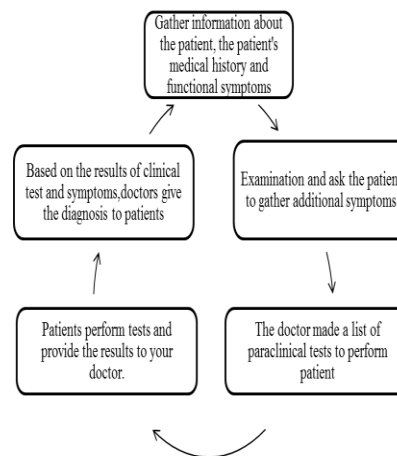 Gather information about
the patient, the patient's
medical history and
functional symptoms
Examination and ask the patient
to gather additional symptoms
The doctor made a list of
paraclinical tests to perform
patient
Patients perform tests and
provide the results to your
doctor.
Based on the results of clinical
test and symptoms,doctors give
the diagnosis to patients